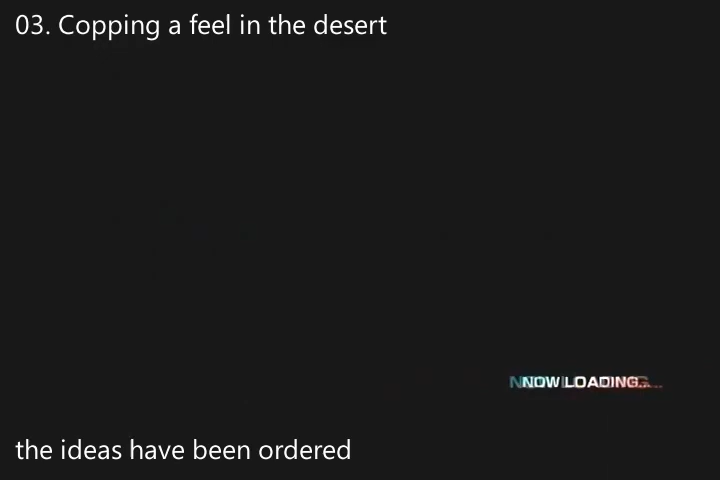 03. Copping a feel in the desert
NOW LOADING...
the ideas have been ordered